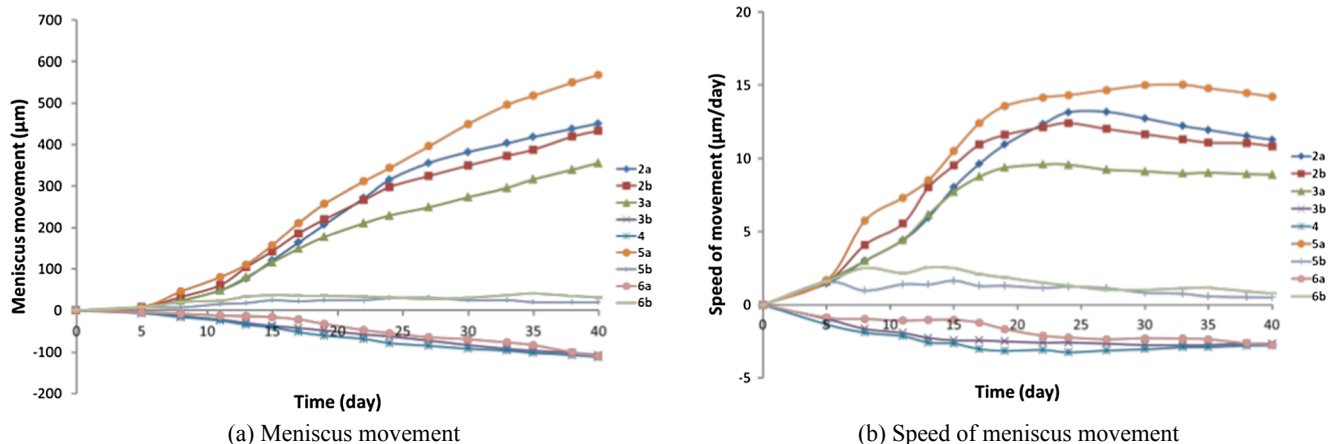 700
600
500
400
300
200
100
0
-100
-200
0 5 10 15 20 25 30 35 40
Meniscus movement (µm)
Time (day)
2a
2b
3a
3b
4
5a
5b
6a
6b
(a) Meniscus movement
20
15
10
5
0
-5
0 5 10 15 20 25 30 35 40
Speed of movement (µm/day)
Time (day)
2a
2b
3a
3b
4
5a
5b
6a
6b
(b) Speed of meniscus movement